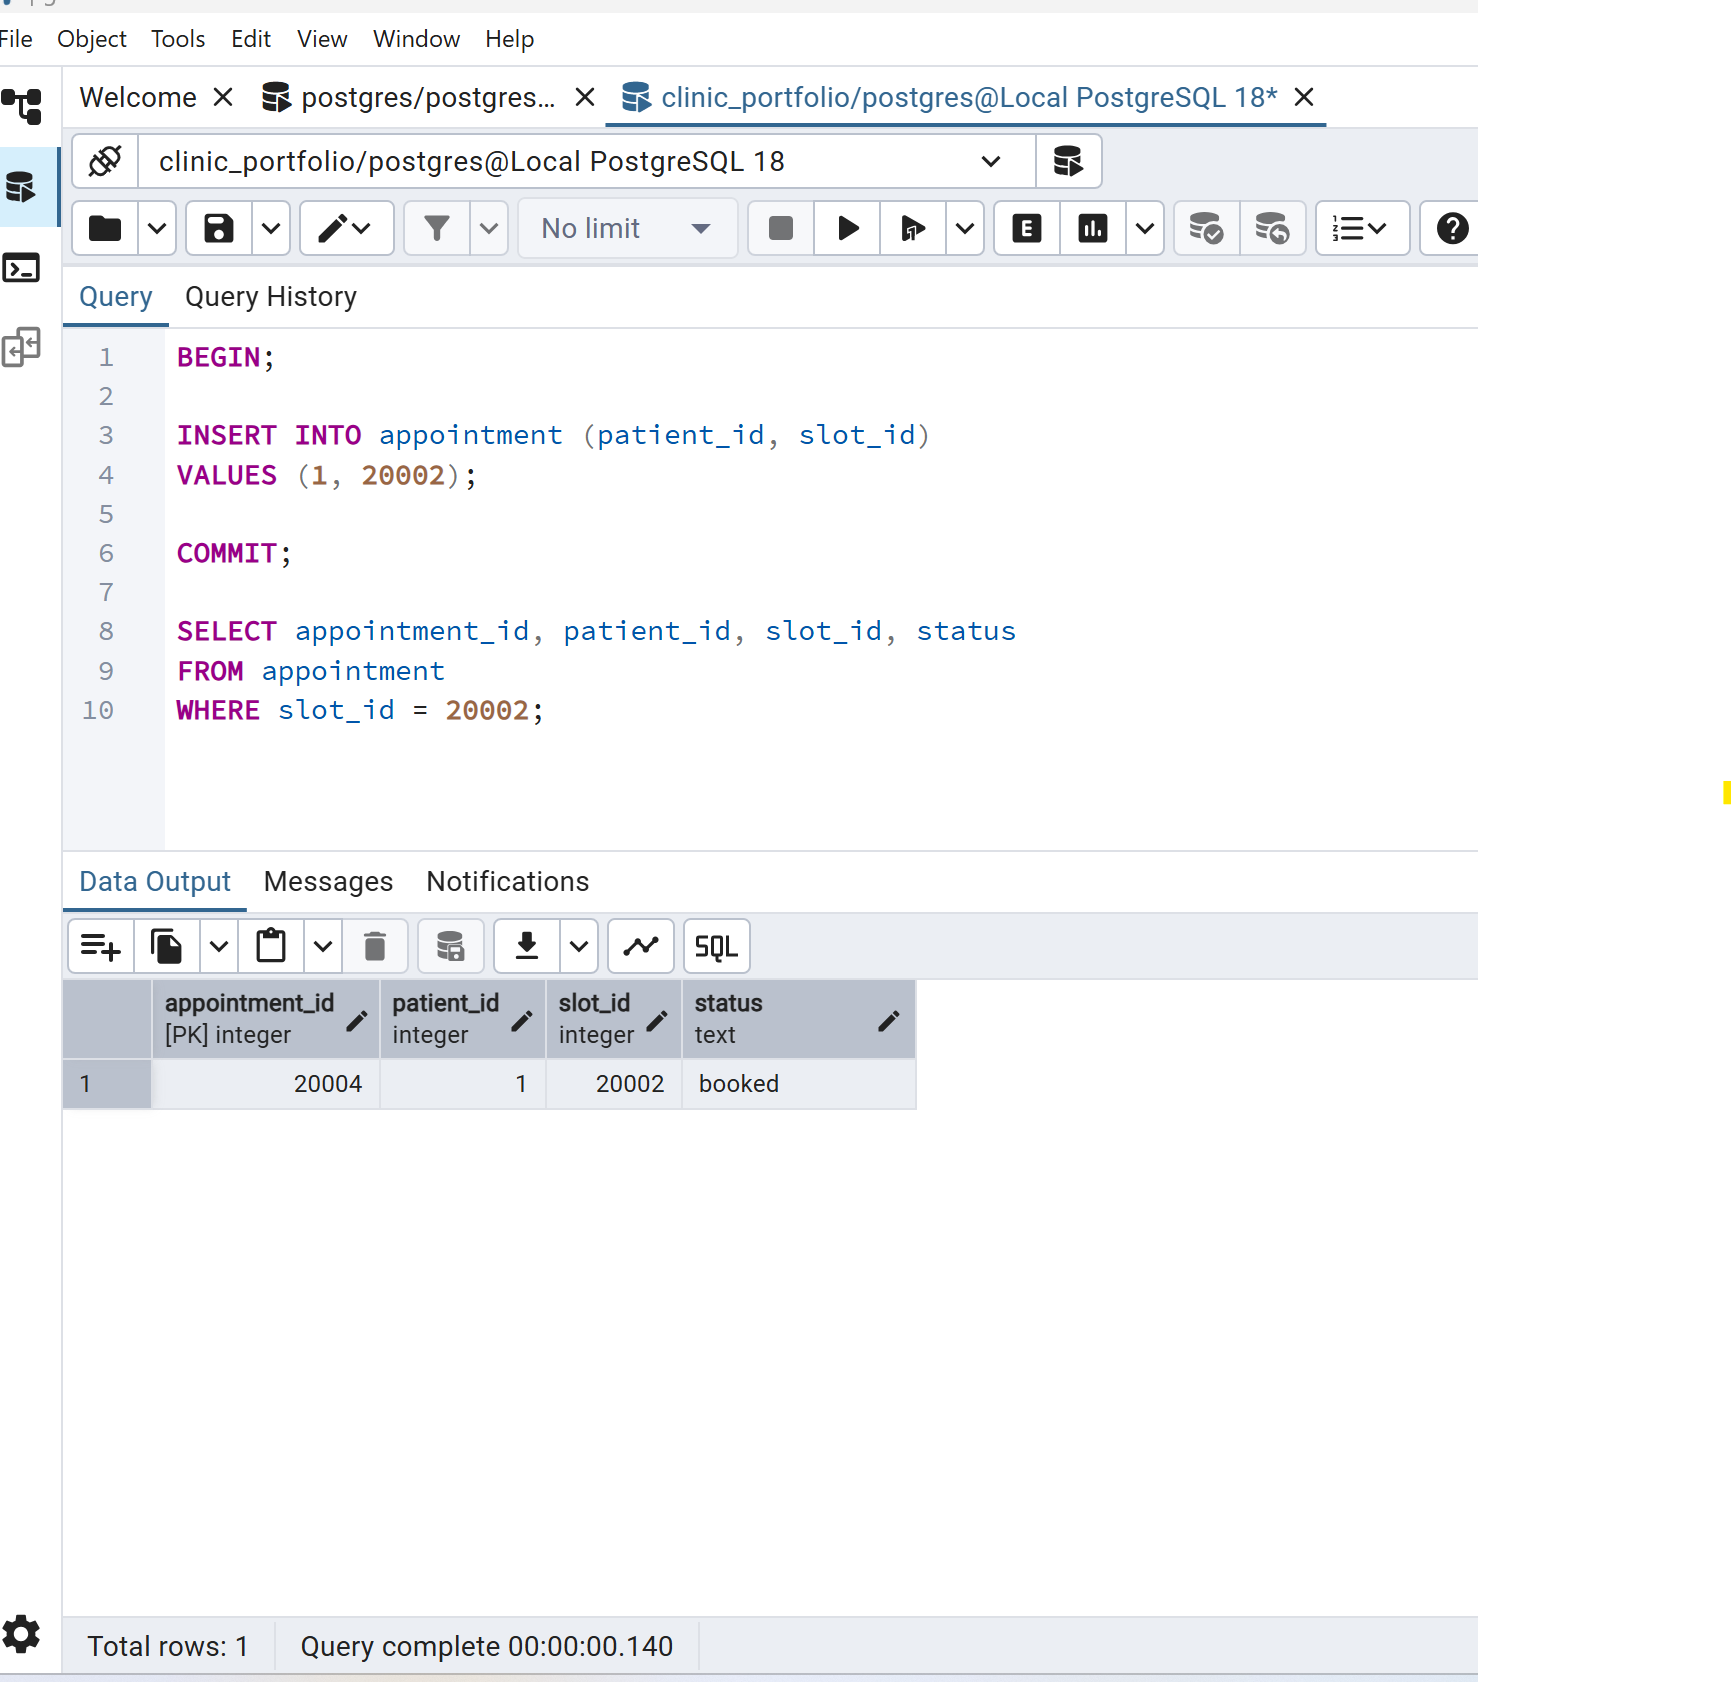 File Object Tools Edit View Window Help
Welcome postgres/postgres... clinic_portfolio/postgres@Local PostgreSQL 18*
clinic_portfolio/postgres@Local PostgreSQL 18
No limit
Query Query History
1 BEGIN;
2
3 INSERT INTO appointment (patient_id, slot_id)
4 VALUES (1, 20002);
5
6 COMMIT;
7
8 SELECT appointment_id, patient_id, slot_id, status
9 FROM appointment
10 WHERE slot_id = 20002;
Data Output Messages Notifications
SQL
appointment_id patient_id slot_id status
[PK] integer integer integer text
1 20004 1 20002 booked
Total rows: 1 Query complete 00:00:00.140